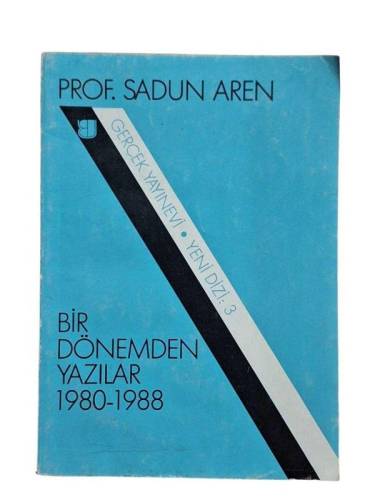 PROF. SADUN AREN
GERÇEK YAYINEVİ • YENİ DİZİ: 3
BİR
DÖNEMDEN
YAZILAR
1980-1988